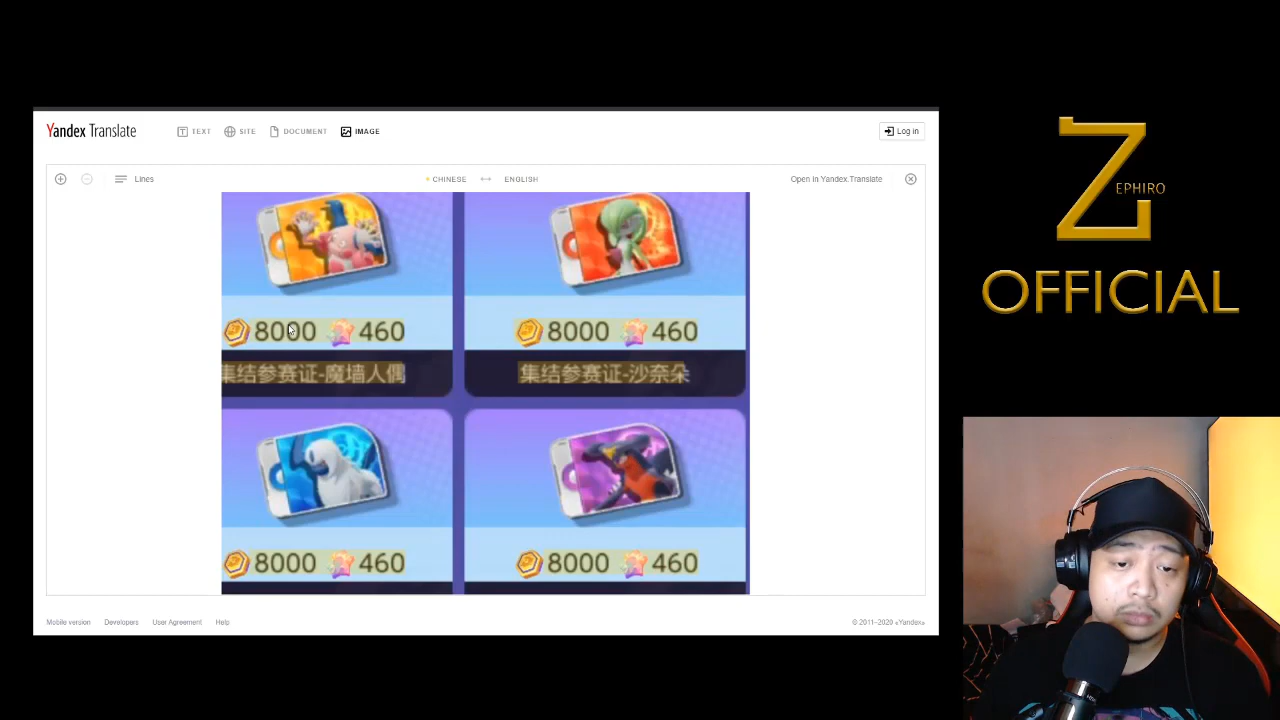 Yandex Translate
TEXT
SITE
DOCUMENT
IMAGE
Log in
Lines
CHINESE
ENGLISH
Open in Yandex.Translate
8000 460
8000 460
集结参赛证-魔墙人偶
集结参赛证-沙奈朵
8000 460
8000 460
Mobile version
Developers
User Agreement
Help
© 2011–2020 «Yandex»
ZEPHIRO
OFFICIAL